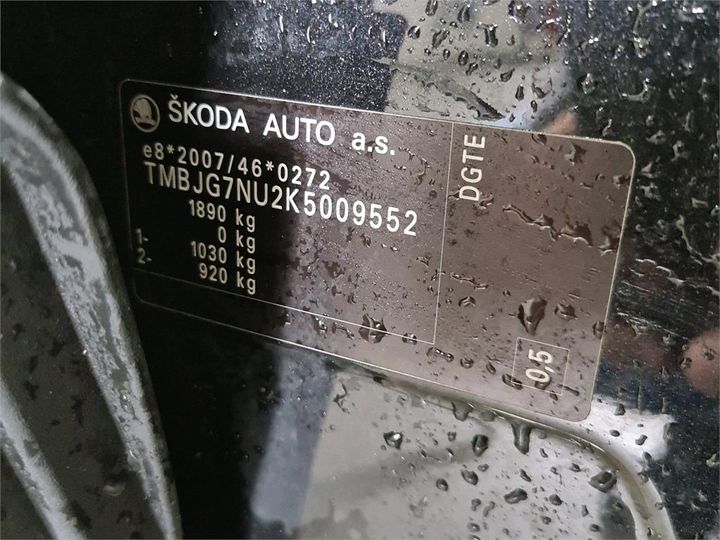 ŠKODA AUTO a.s.
e8*2007/46*0272
TMBJG7NU2K5009552
1890 kg
0 kg
1- 1030 kg
2- 920 kg
DGTE
0,5